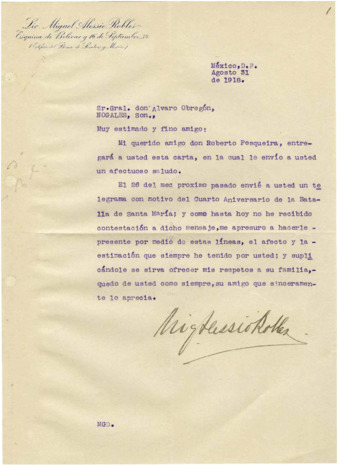 1
Lic. Miguel Alessio Robles
Esquina de Bolívar y 16 de Septiembre, 28
México, D.F.
Agosto 31
de 1918.
Sr. Gral. don Alvaro Obregón,
NOGALES, Son.,
Muy estimado y fino amigo:
Mi querido amigo don Roberto Pesqueira, entre-
gará a usted esta carta, en la cual lo envío a usted
un afectuoso saludo.
El 26 del mes proximo pasado envié a usted un te
legrama con notivo del Cuarto Aniversario de la Bata
lla de Santa María; y como hasta hoy no he recibido
contestación a dicho mensaje, me apresuro a hacerle-
presente por medio de estas líneas, el afecto y la-
estimación que siempre he tenido por usted; y supli
cándole se sirva ofrecer mis respetos a su familia,-
quedo de usted como siempre, su amigo que sinceramen-
te lo aprecia.
Mig Alessio Robles
MGS.